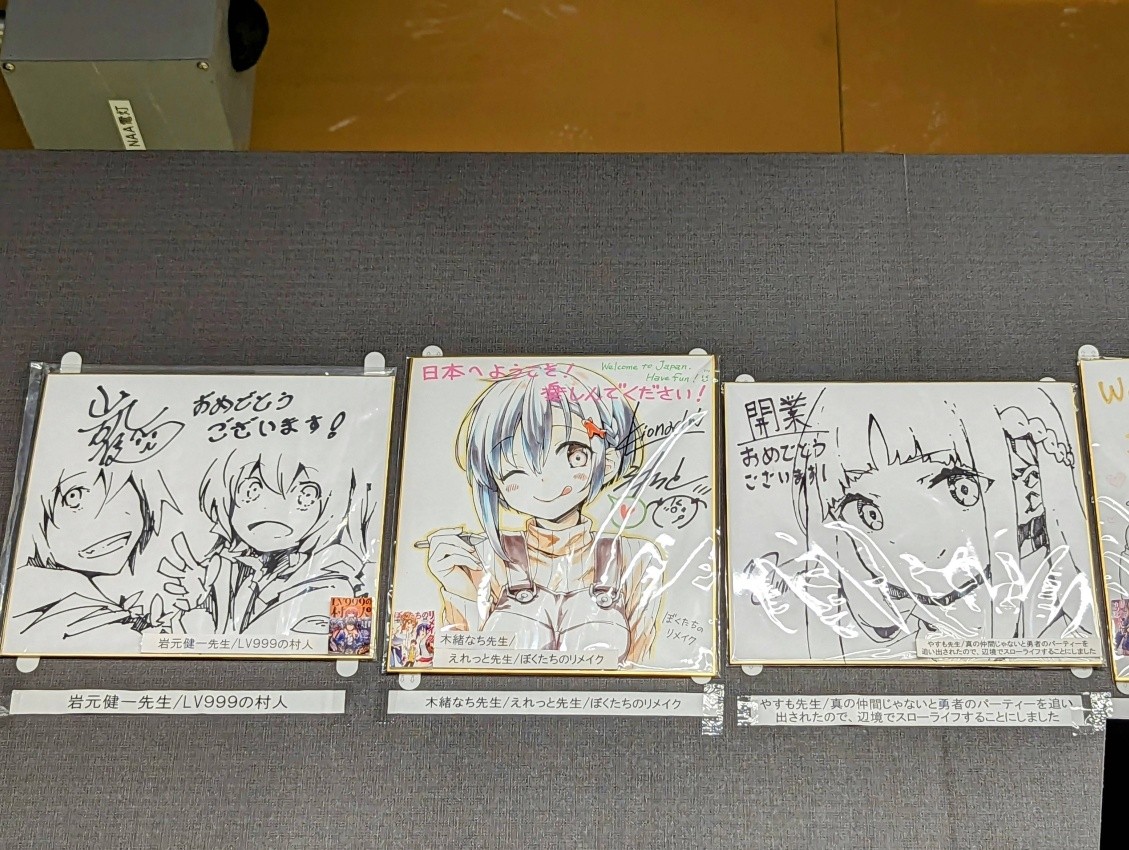 NAA電灯
おめでとう
ございます!
LV999の
村人
岩元健一先生/LV999の村人
岩元健一先生/LV999の村人
日本へようこそ!
楽しんでください!
Welcome to Japan.
Have fun!
ぼくたちの
リメイク
木緒なち先生/
えれっと先生/ぼくたちのリメイク
木緒なち先生/えれっと先生/ぼくたちのリメイク
開業
おめでとう
ございます!
やすも先生/真の仲間じゃないと勇者のパーティーを
追い出されたので、辺境でスローライフすることにしました
やすも先生/真の仲間じゃないと勇者のパーティーを追い
出されたので、辺境でスローライフすることにしました